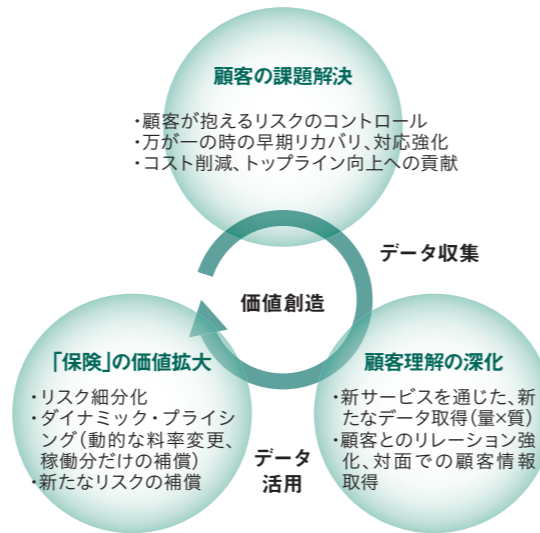 顧客の課題解決
・顧客が抱えるリスクのコントロール
・万が一の時の早期リカバリ、対応強化
・コスト削減、トップライン向上への貢献
データ収集
価値創造
「保険」の価値拡大
・リスク細分化
・ダイナミック・プライシ
ング（動的な料率変更、
稼働分だけの補償）
・新たなリスクの補償
データ
活用
顧客理解の深化
・新サービスを通じた、新
たなデータ取得（量×質）
・顧客とのリレーション強
化、対面での顧客情報
取得